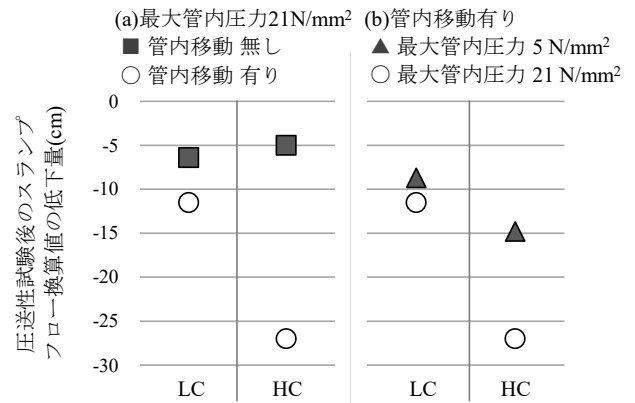 (a)最大管内圧力21N/mm²
■ 管内移動 無し
○ 管内移動 有り
(b)管内移動有り
▲ 最大管内圧力 5 N/mm²
○ 最大管内圧力 21 N/mm²
圧送性試験後のスランプ
フロー換算値の低下量(cm)
0
-5
-10
-15
-20
-25
-30
LC
HC
LC
HC